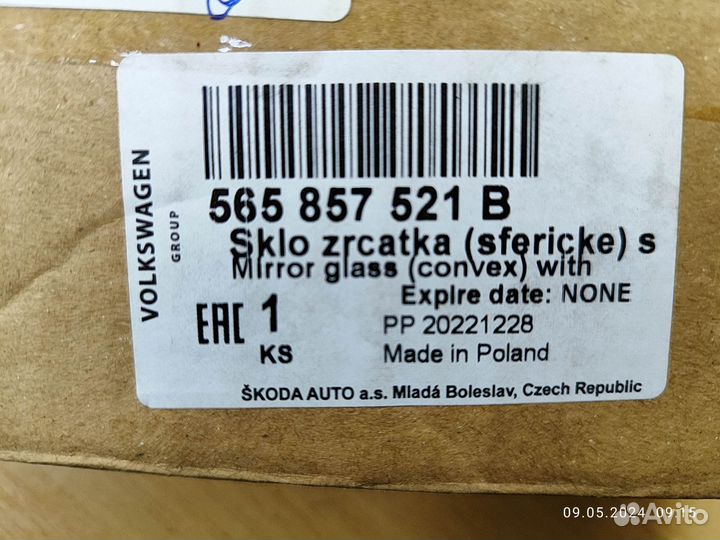 VOLKSWAGEN
GROUP
565 857 521 B
Sklo zrcatka (sfericke) s
Mirror glass (convex) with
Expire date: NONE
EAC 1
KS
PP 20221228
Made in Poland
ŠKODA AUTO a.s. Mladá Boleslav, Czech Republic
09.05.2024 09:15
Avito